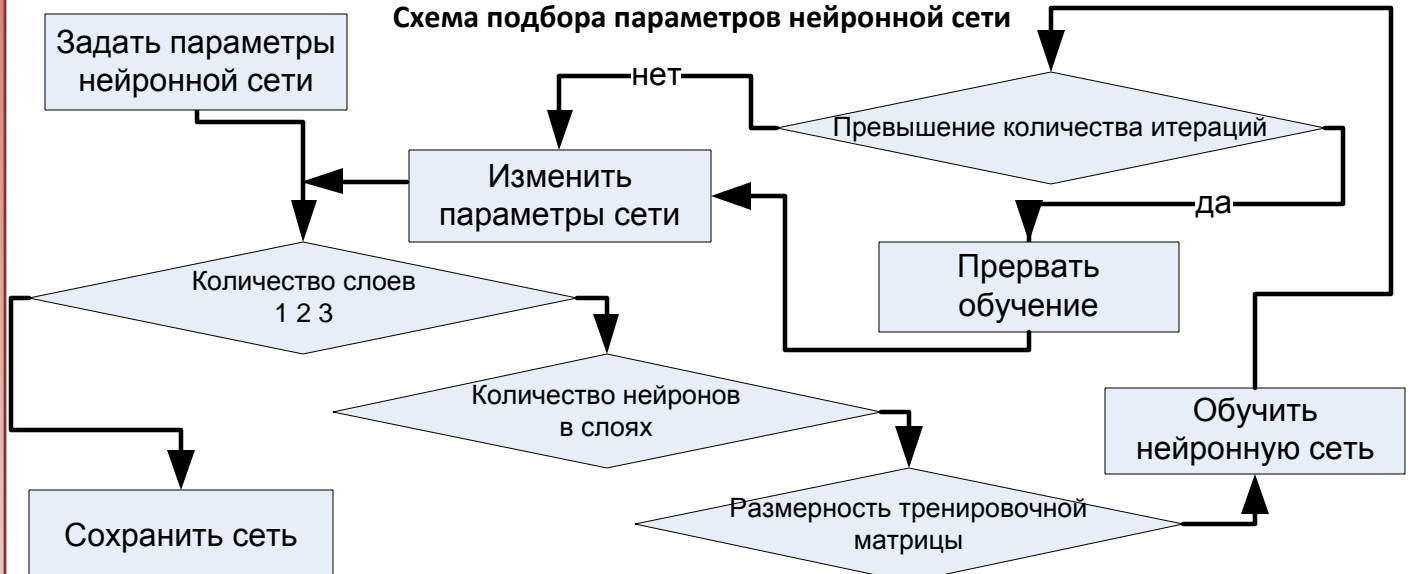 Схема подбора параметров нейронной сети
Задать параметры
нейронной сети
нет
Превышение количества итераций
Изменить
параметры сети
да
Прервать
обучение
Количество слоев
1 2 3
Количество нейронов
в слоях
Обучить
нейронную сеть
Размерность тренировочной
матрицы
Сохранить сеть